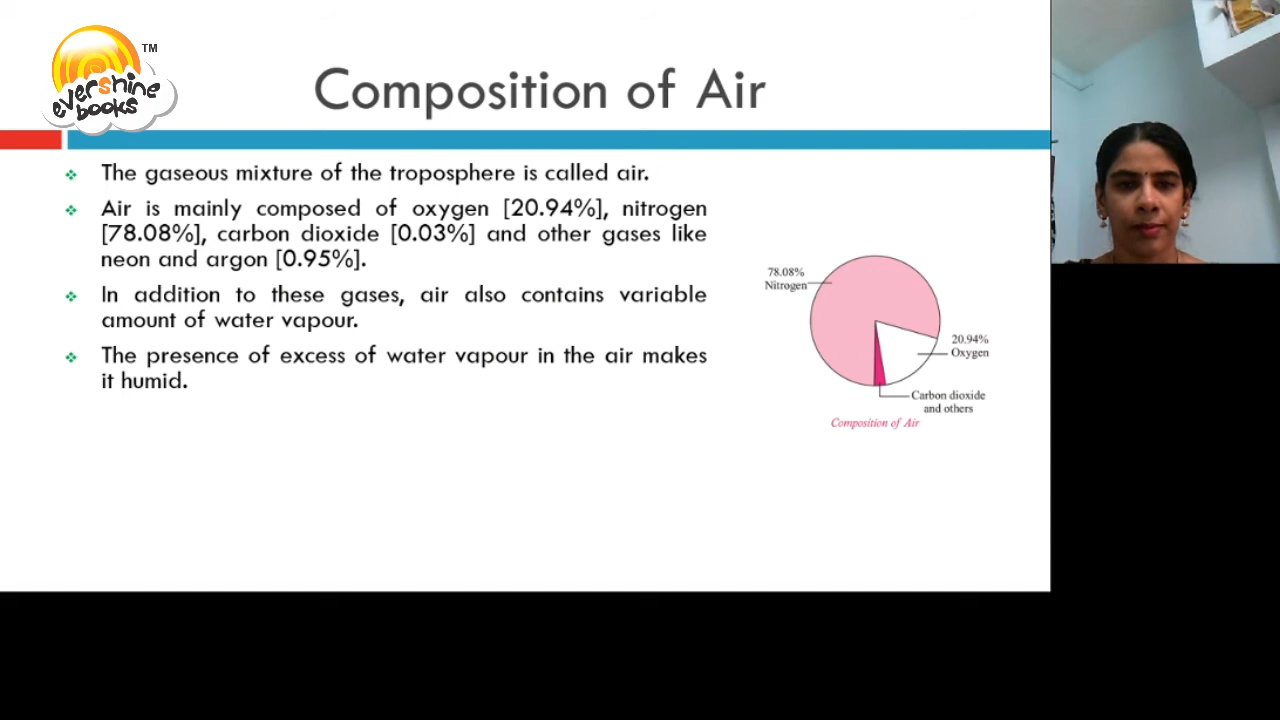 evershine
books
TM
Composition of Air
The gaseous mixture of the troposphere is called air.
Air is mainly composed of oxygen [20.94%], nitrogen
[78.08%], carbon dioxide [0.03%] and other gases like
neon and argon [0.95%].
In addition to these gases, air also contains variable
amount of water vapour.
The presence of excess of water vapour in the air makes
it humid.
78.08%
Nitrogen
20.94%
Oxygen
Carbon dioxide
and others
Composition of Air